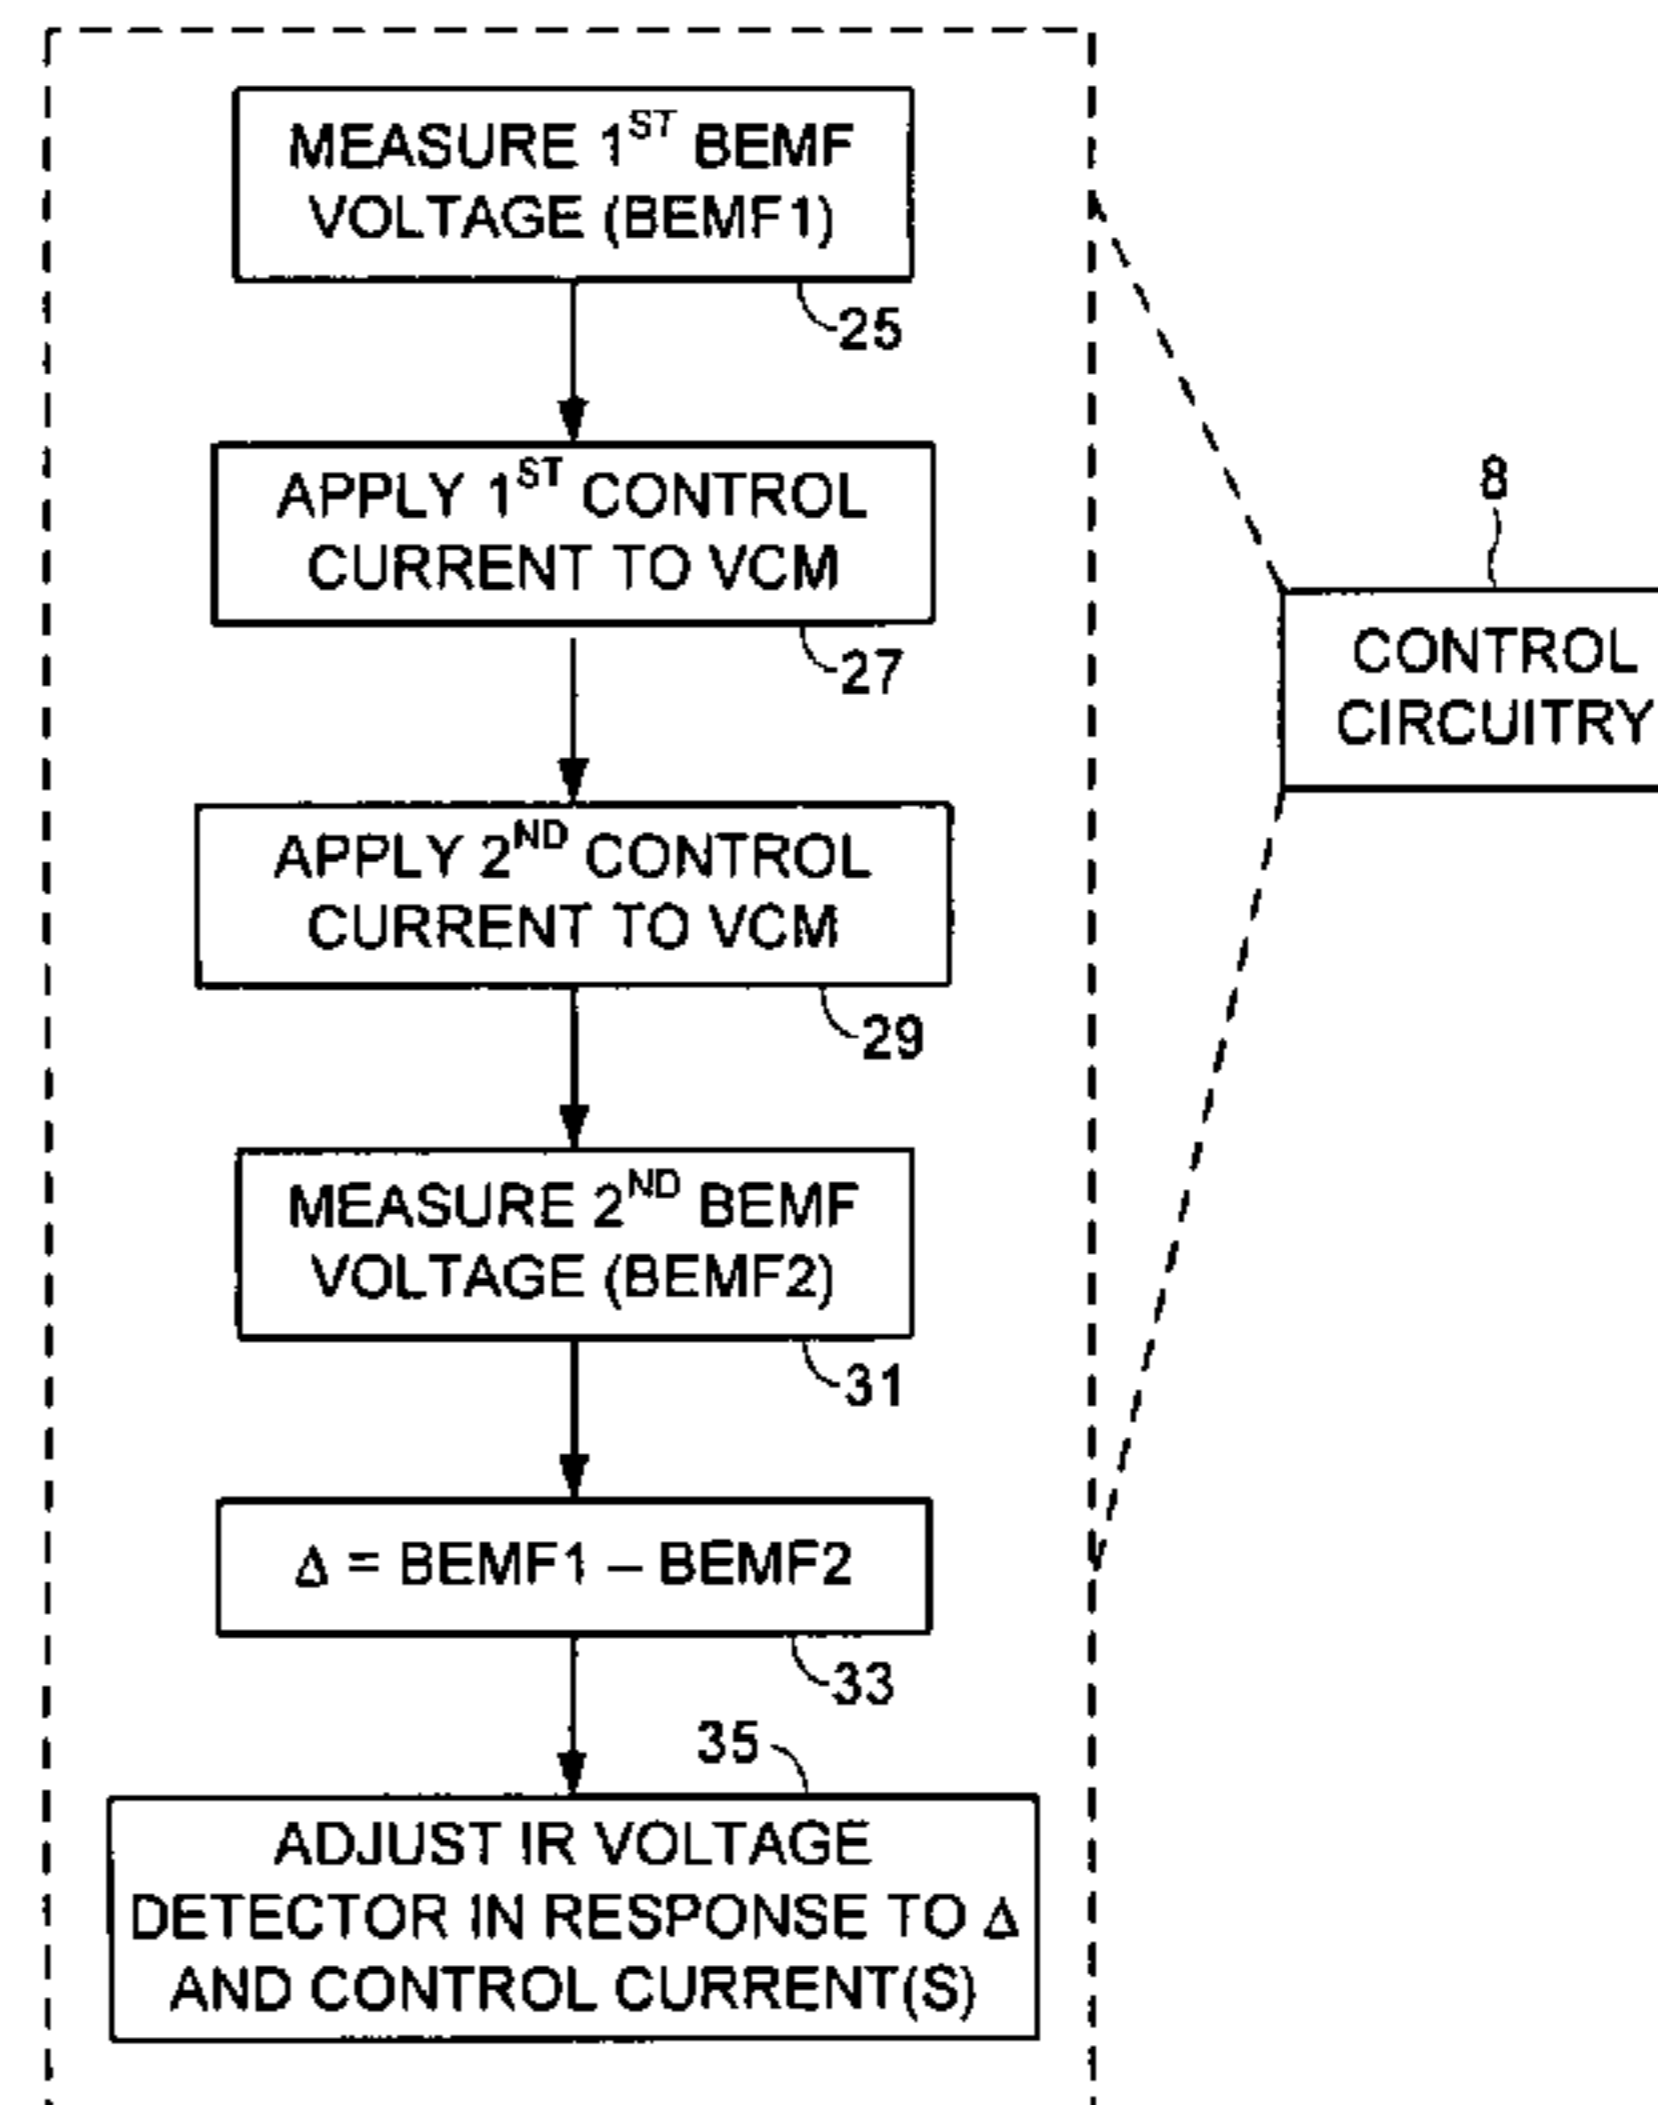 MEASURE 1ST BEMF
VOLTAGE (BEMF1)
25
APPLY 1ST CONTROL
CURRENT TO VCM
27
APPLY 2ND CONTROL
CURRENT TO VCM
29
MEASURE 2ND BEMF
VOLTAGE (BEMF2)
31
Δ = BEMF1 – BEMF2
33
35
ADJUST IR VOLTAGE
DETECTOR IN RESPONSE TO Δ
AND CONTROL CURRENT(S)
8
CONTROL
CIRCUITRY